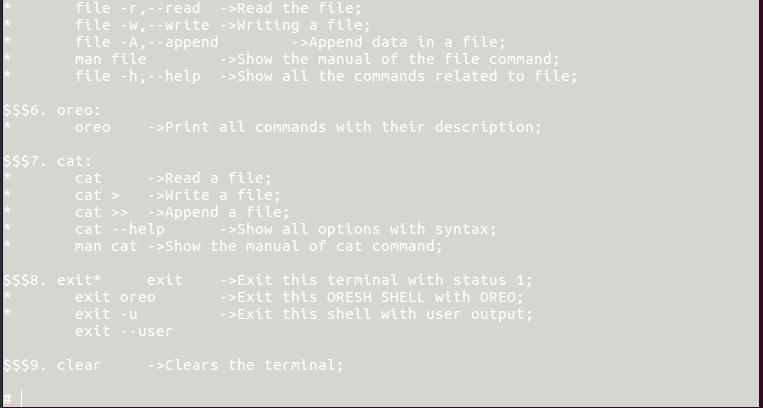 * file -r,--read ->Read the file;
* file -w,--write ->Writing a file;
* file -A,--append ->Append data in a file;
* man file ->Show the manual of the file command;
* file -h,--help ->Show all the commands related to file;
$$$6. oreo:
* oreo ->Print all commands with their description;
$$$7. cat:
* cat ->Read a file;
* cat > ->Write a file;
* cat >> ->Append a file;
* cat --help ->Show all options with syntax;
* man cat ->Show the manual of cat command;
$$$8. exit* exit ->Exit this terminal with status 1;
* exit oreo ->Exit this ORESH SHELL with OREO;
* exit -u ->Exit this shell with user output;
exit --user
$$$9. clear ->Clears the terminal;
#